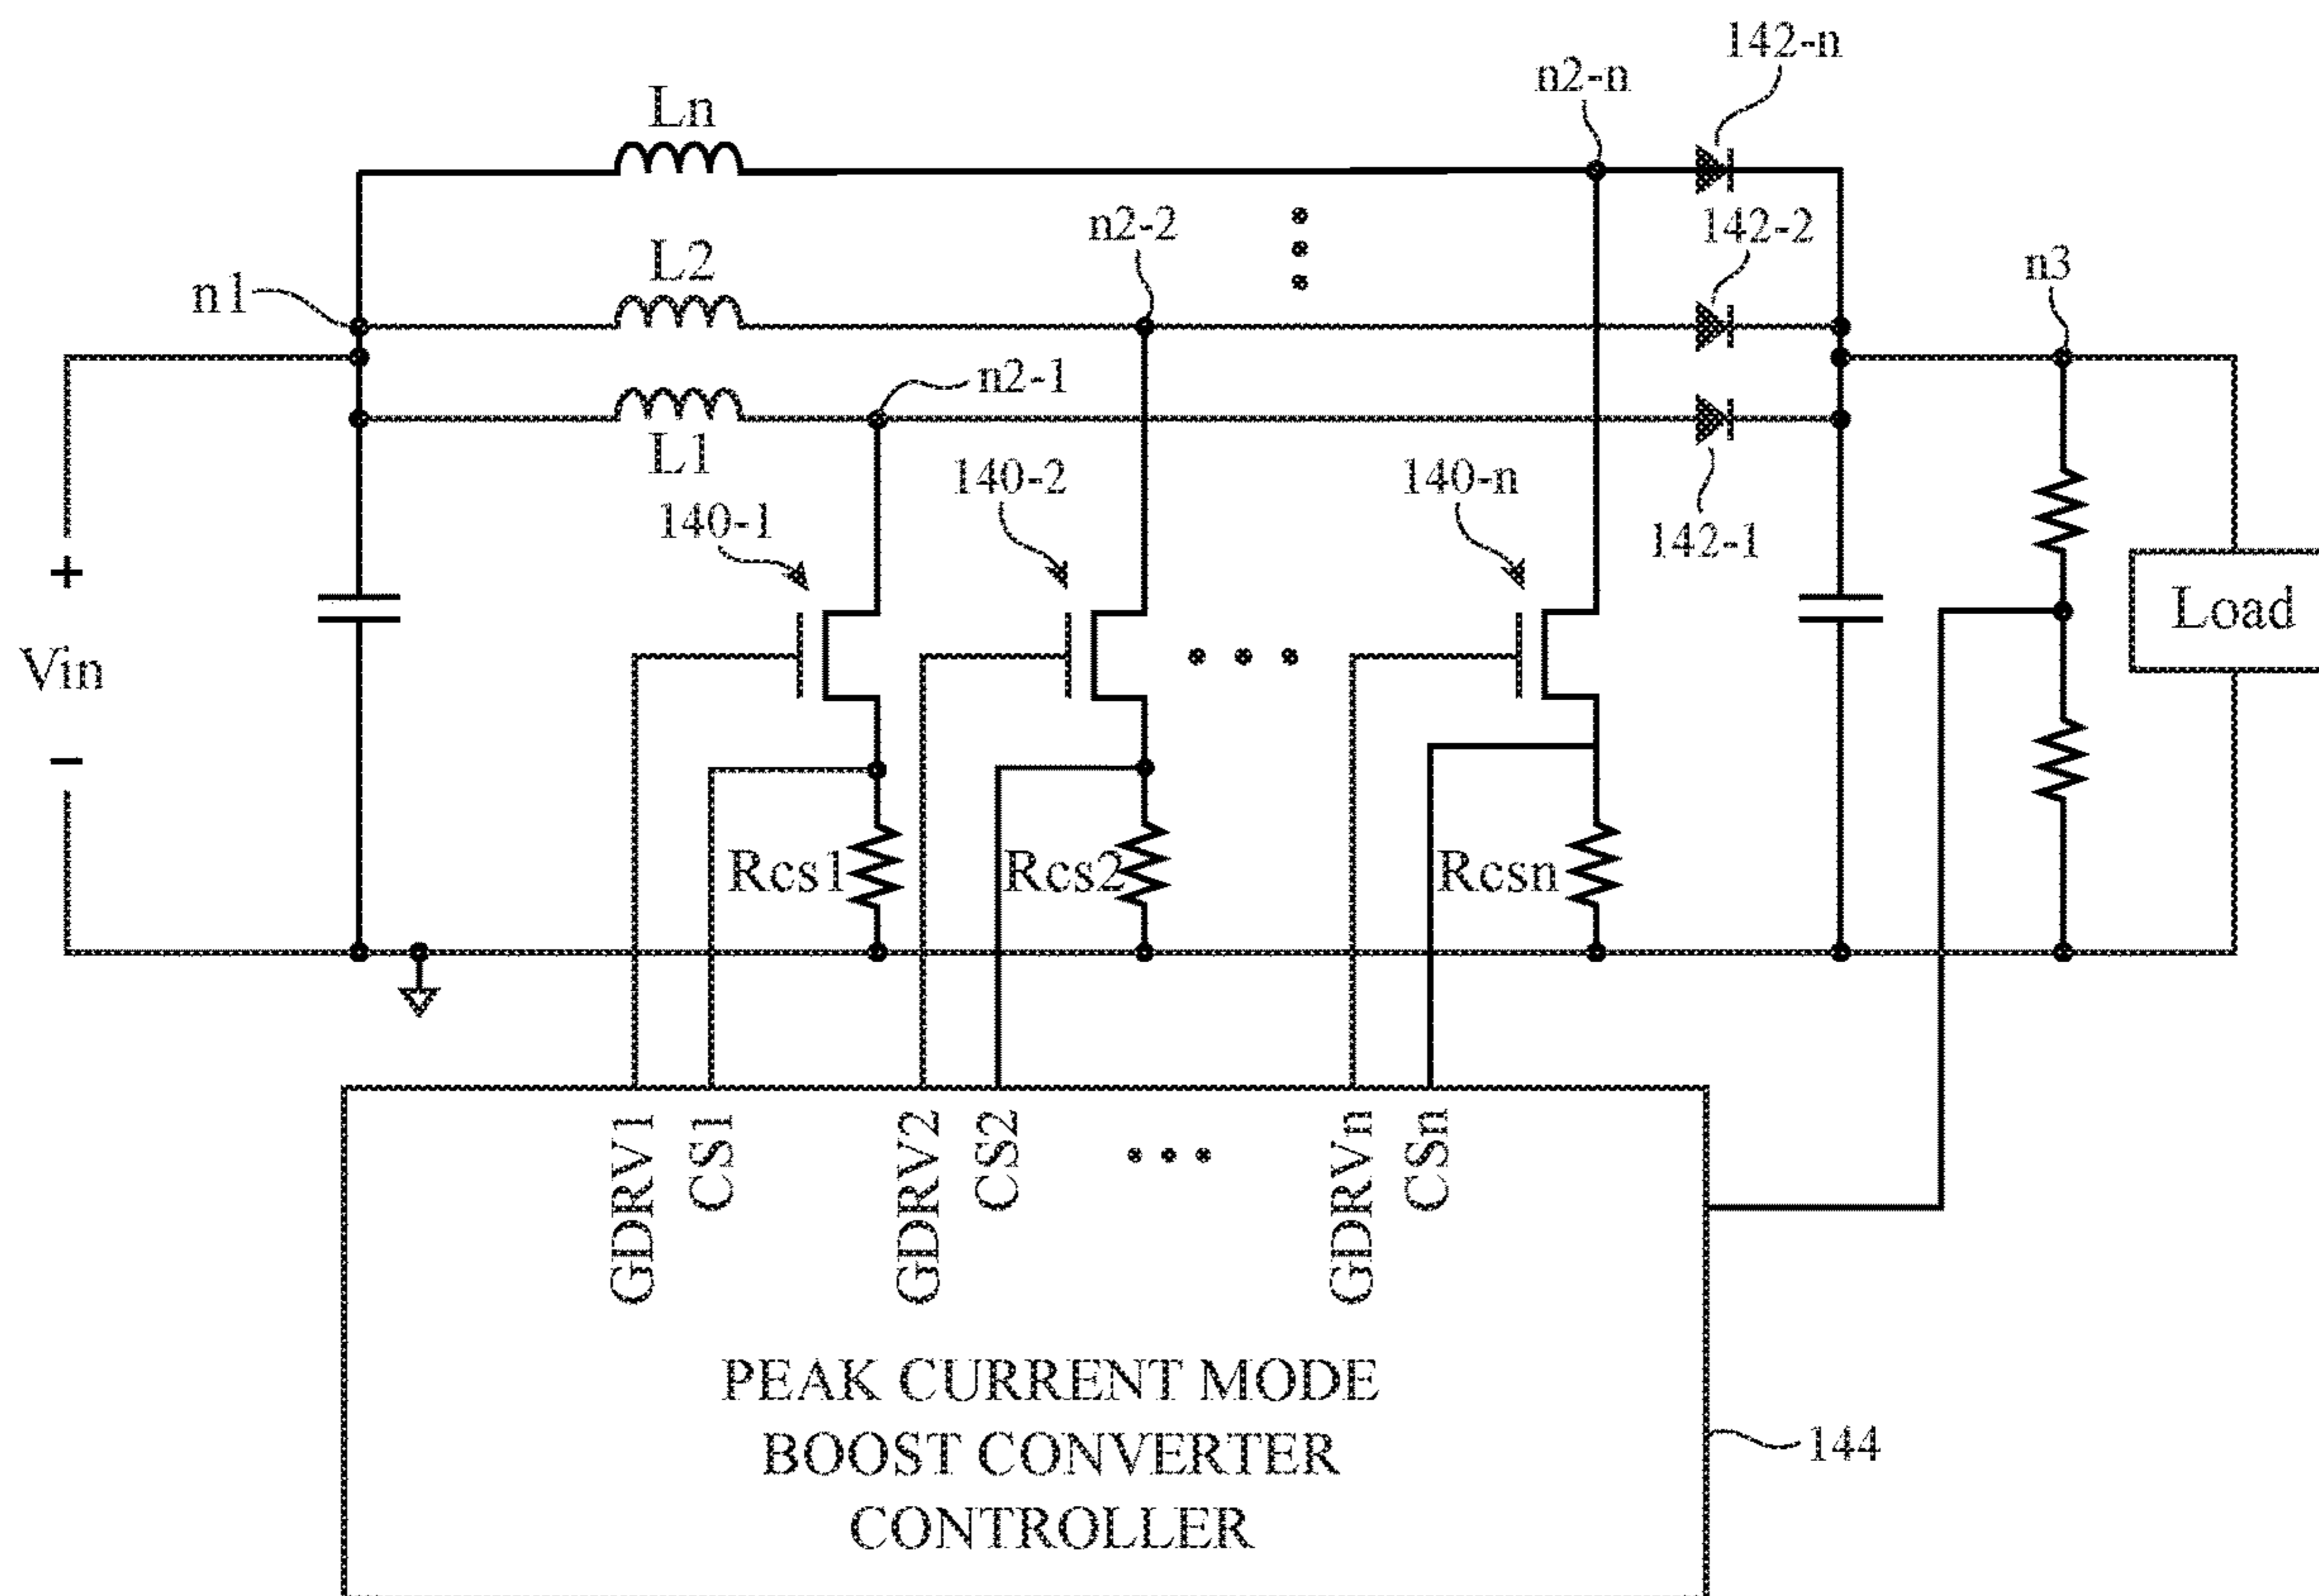 142-n
n2-n
Ln
n2-2
142-2
L2
n3
n1
n2-1
L1
140-2
140-n
140-1
142-1
+
Vin
−
Load
Rcs1
Rcs2
Rcsn
GDRV1
CS1
GDRV2
CS2
GDRVn
CSn
PEAK CURRENT MODE
BOOST CONVERTER
CONTROLLER
144